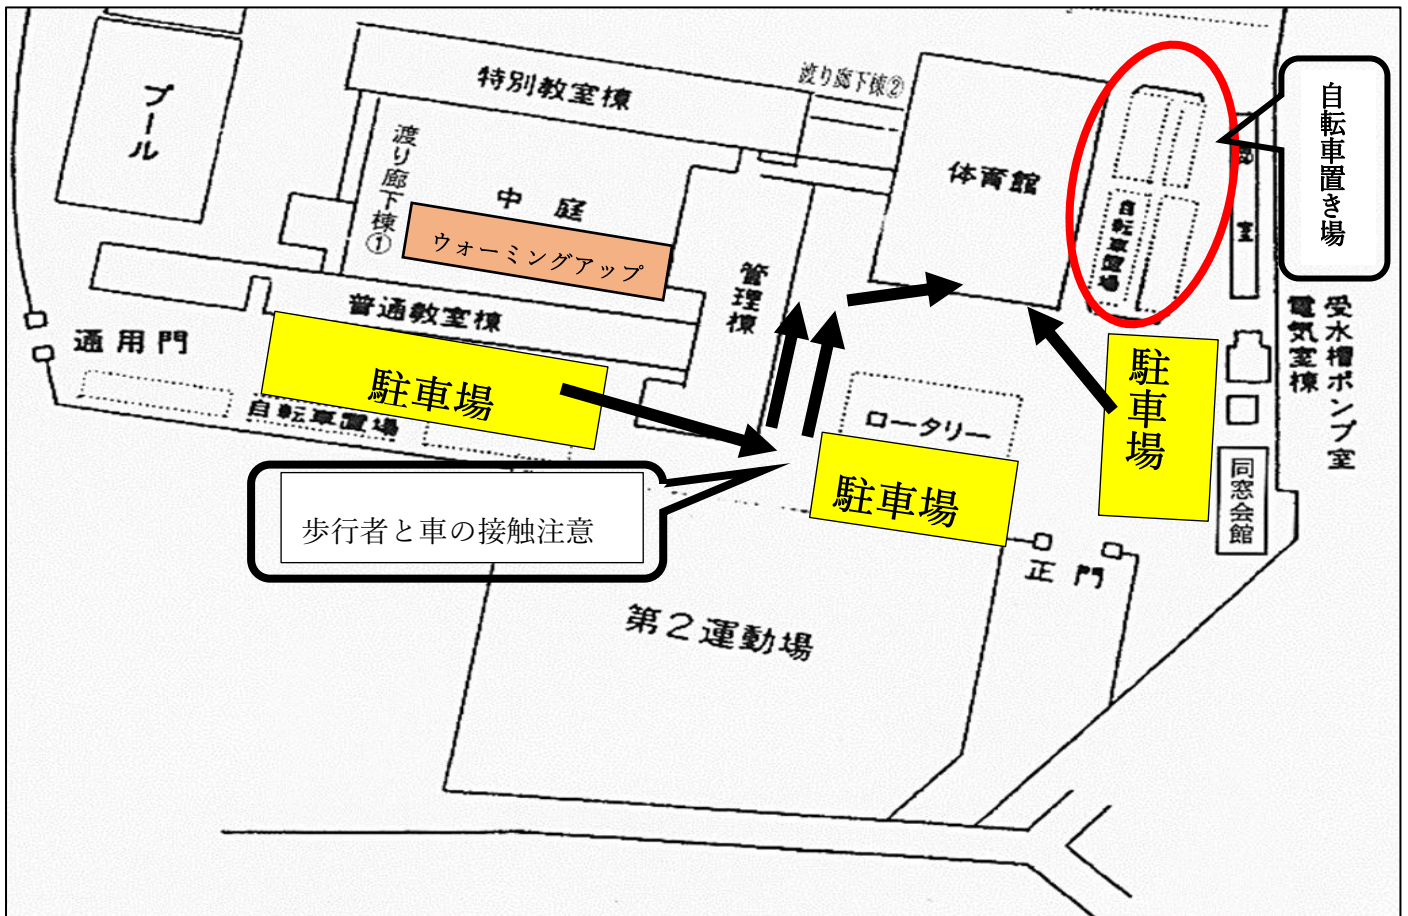 プール
特別教室棟
渡り廊下棟②
体育館
自転車置き場
自転車置場
室
渡り廊下棟①
中庭
ウォーミングアップ
管理棟
普通教室棟
通用門
駐車場
自転車置場
ロータリー
駐車場
駐車場
受水槽ポンプ室
電気室棟
同窓会館
歩行者と車の接触注意
正門
第2運動場